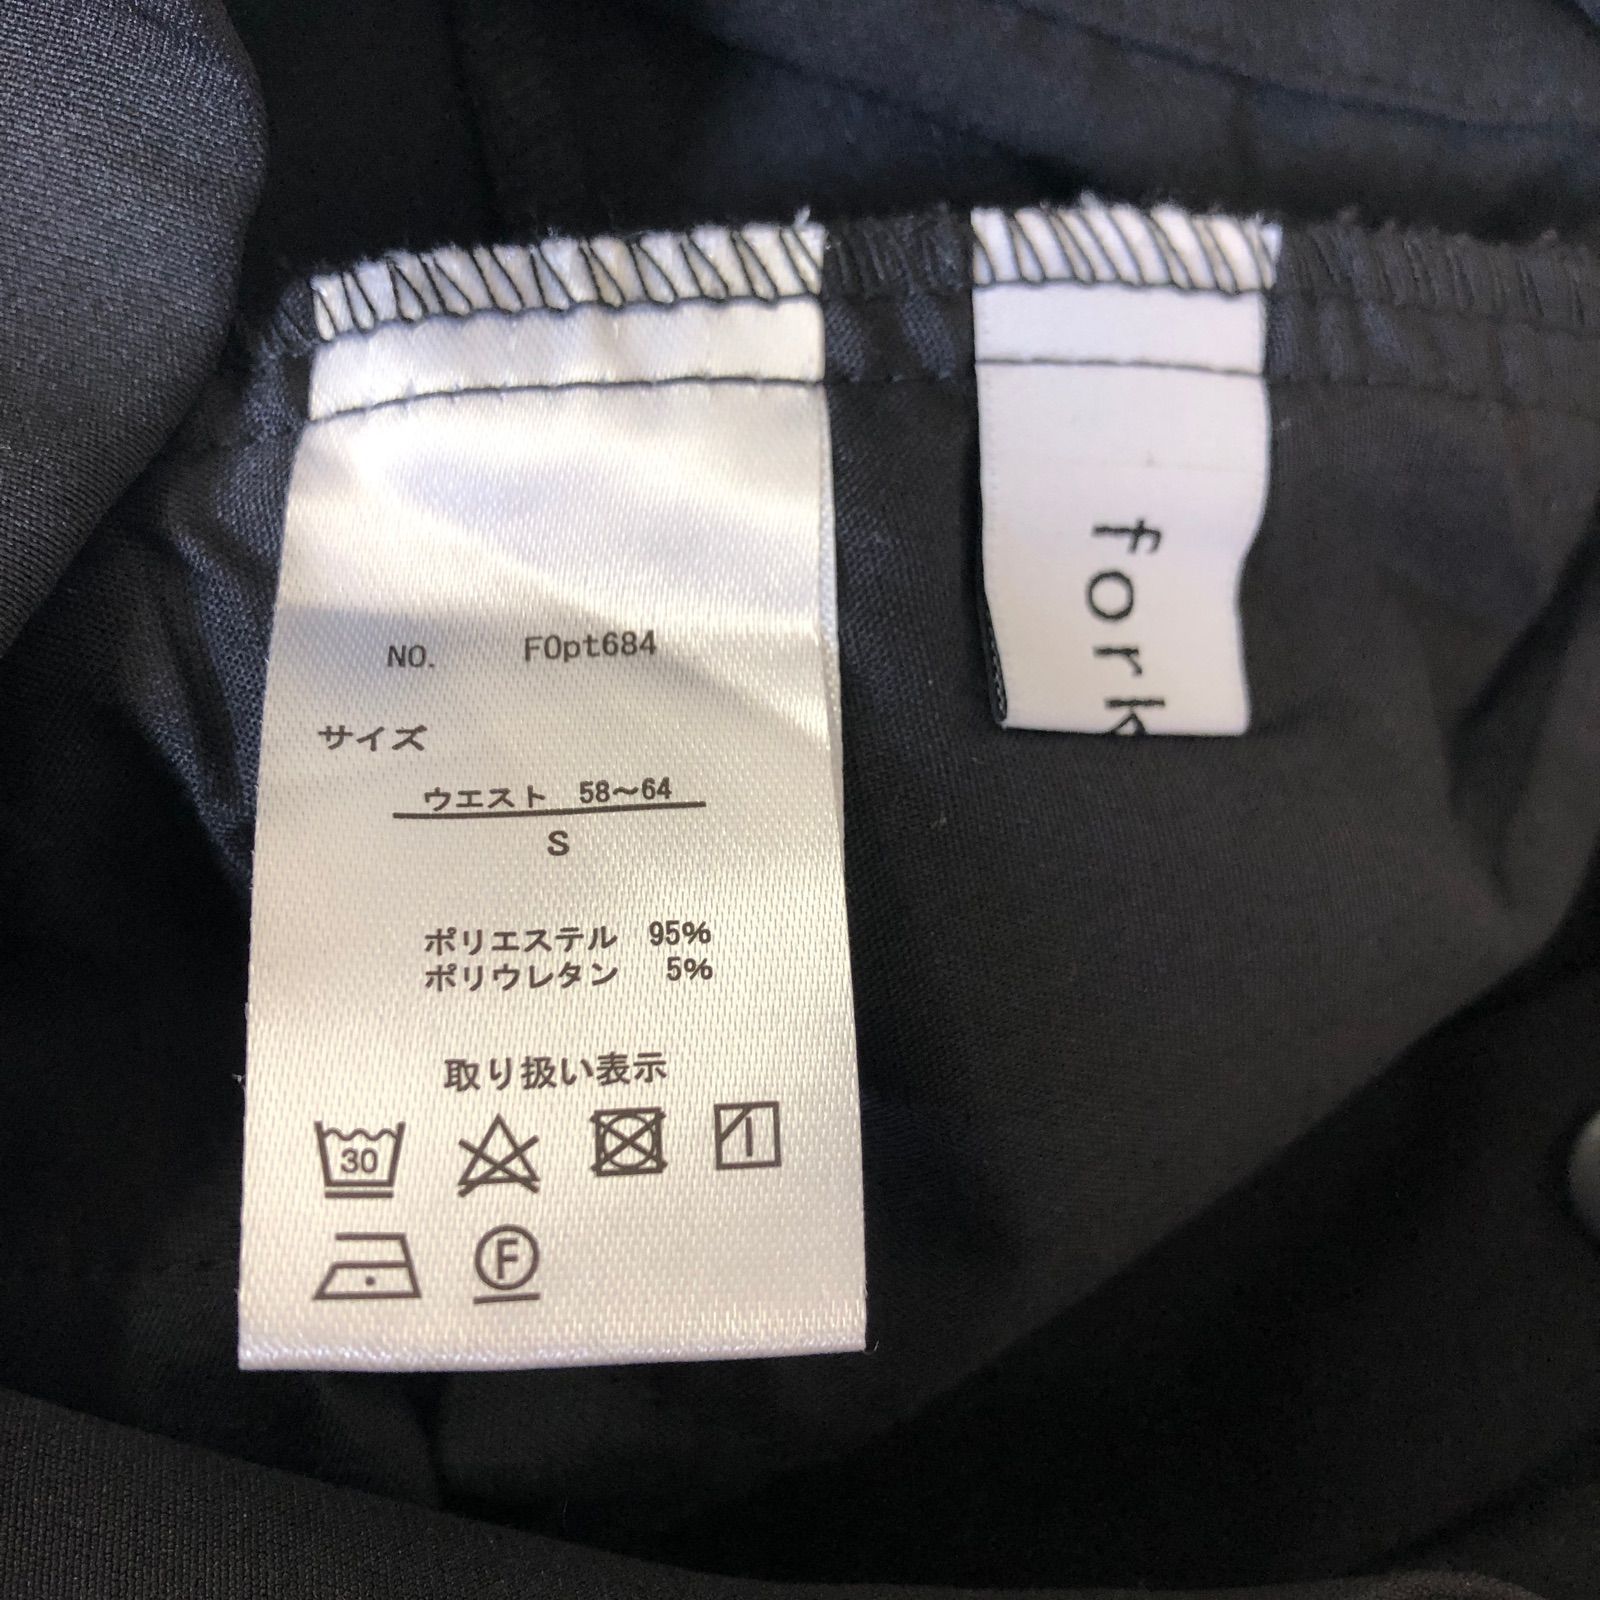 NO. FOpt684
サイズ
ウエスト 58～64
S
ポリエステル 95%
ポリウレタン 5%
取り扱い表示
30
F
fork